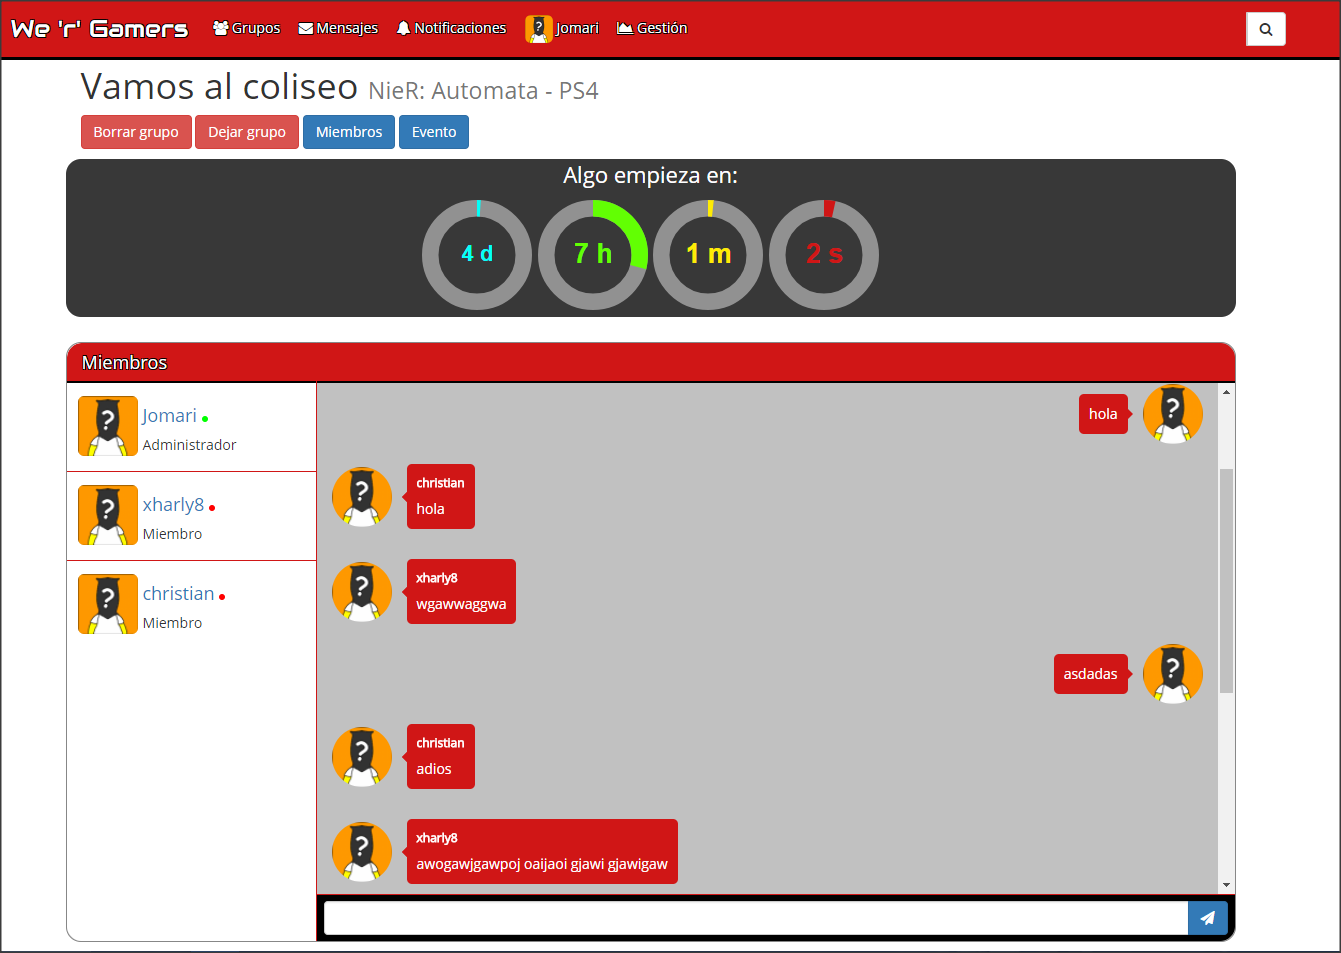 We 'r' Gamers Grupos Mensajes Notificaciones Jomari Gestión
Vamos al coliseo NieR: Automata - PS4
Borrar grupo Dejar grupo Miembros Evento
Algo empieza en:
4 d 7 h 1 m 2 s
Miembros
Jomari
Administrador
xharly8
Miembro
christian
Miembro
hola
christian
hola
xharly8
wgawwaggwa
asdadas
christian
adios
xharly8
awogawjgawpoj oaijaoi gjawi gjawigaw